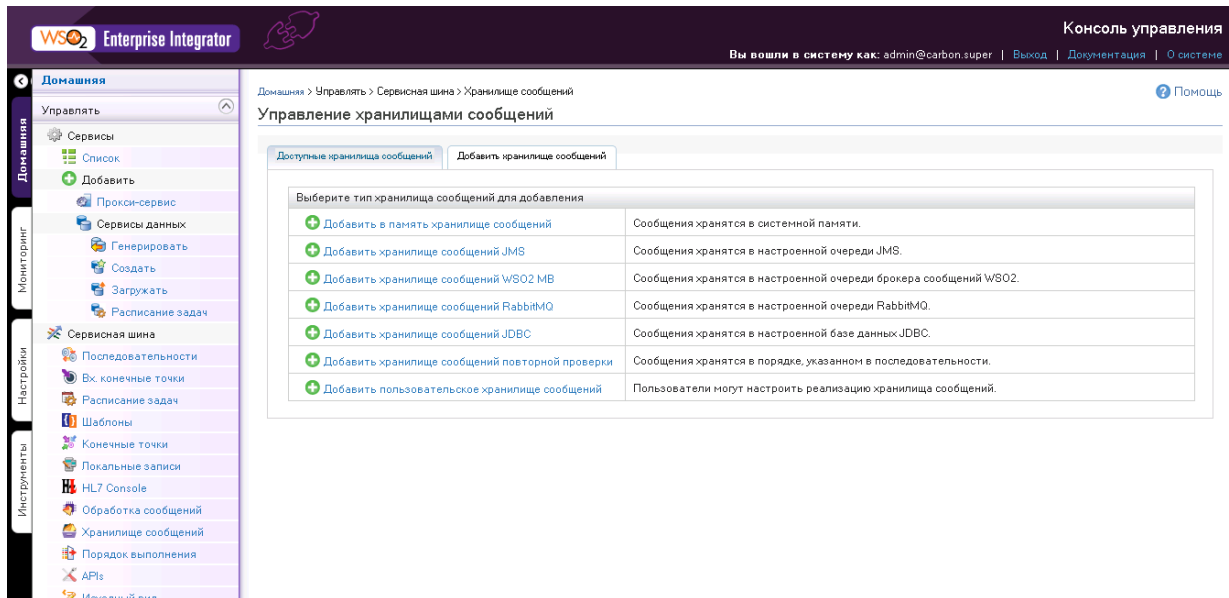 WSO2 Enterprise Integrator
Консоль управления
Вы вошли в систему как: admin@carbon.super | Выход | Документация | О системе
Домашняя
Мониторинг
Настройки
Инструменты
Домашняя
Управлять
Сервисы
Список
Добавить
Прокси-сервис
Сервисы данных
Генерировать
Создать
Загружать
Расписание задач
Сервисная шина
Последовательности
Вх. конечные точки
Расписание задач
Шаблоны
Конечные точки
Локальные записи
HL7 Console
Обработка сообщений
Хранилище сообщений
Порядок выполнения
APIs
Домашняя > Управлять > Сервисная шина > Хранилище сообщений
Помощь
Управление хранилищами сообщений
Доступные хранилища сообщений
Добавить хранилище сообщений
Выберите тип хранилища сообщений для добавления
Добавить в память хранилище сообщений Сообщения хранятся в системной памяти.
Добавить хранилище сообщений JMS Сообщения хранятся в настроенной очереди JMS.
Добавить хранилище сообщений WSO2 MB Сообщения хранятся в настроенной очереди брокера сообщений WSO2.
Добавить хранилище сообщений RabbitMQ Сообщения хранятся в настроенной очереди RabbitMQ.
Добавить хранилище сообщений JDBC Сообщения хранятся в настроенной базе данных JDBC.
Добавить хранилище сообщений повторной проверки Сообщения хранятся в порядке, указанном в последовательности.
Добавить пользовательское хранилище сообщений Пользователи могут настроить реализацию хранилища сообщений.